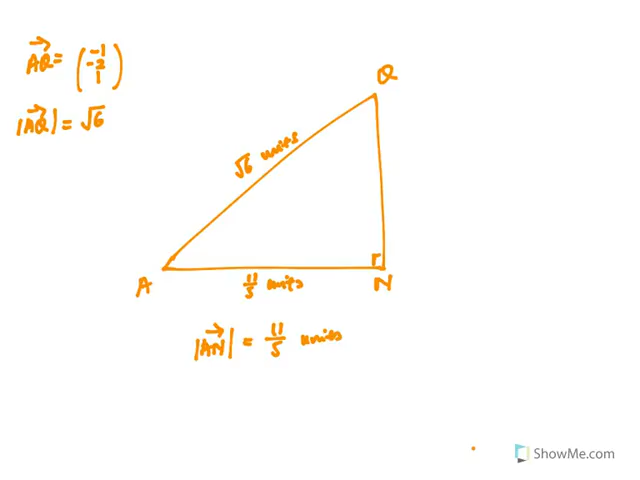 →AQ = (-1 -2 1)
|→AQ| = √6
Q
√6 units
A
11/5 units
N
|→AN| = 11/5 units
ShowMe.com